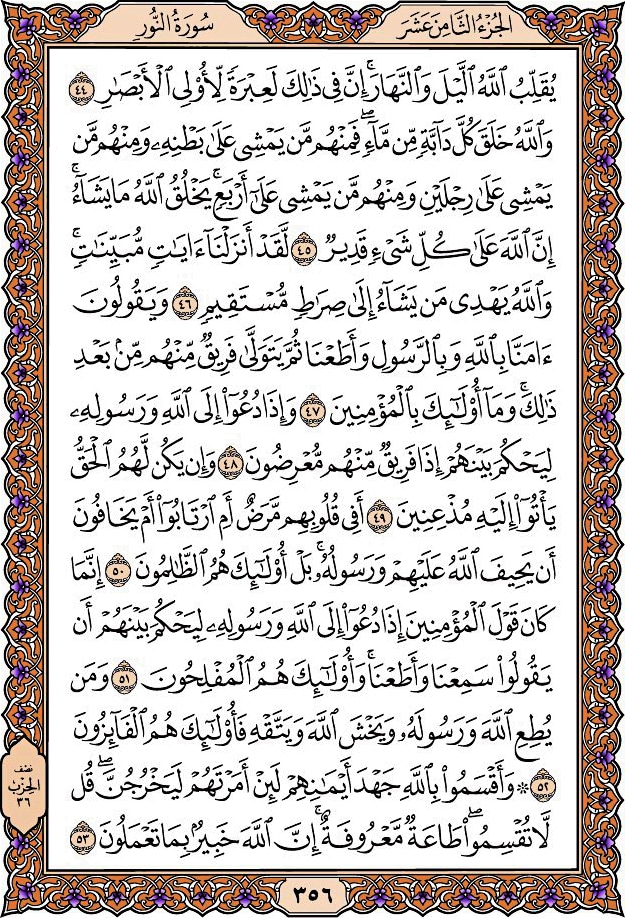 الجُزْءُ الثَّامِنَ عَشَرَ
سُورَةُ النُّورِ
يُقَلِّبُ ٱللَّهُ ٱلَّيۡلَ وَٱلنَّهَارَۚ إِنَّ فِي ذَٰلِكَ لَعِبۡرَةٗ لِّأُوْلِي ٱلۡأَبۡصَٰرِ ٤٤
وَٱللَّهُ خَلَقَ كُلَّ دَآبَّةٖ مِّن مَّآءٖۖ فَمِنۡهُم مَّن يَمۡشِي عَلَىٰ بَطۡنِهِۦ وَمِنۡهُم مَّن
يَمۡشِي عَلَىٰ رِجۡلَيۡنِ وَمِنۡهُم مَّن يَمۡشِي عَلَىٰٓ أَرۡبَعٖۚ يَخۡلُقُ ٱللَّهُ مَا يَشَآءُۚ
إِنَّ ٱللَّهَ عَلَىٰ كُلِّ شَيۡءٖ قَدِيرٞ ٤٥ لَّقَدۡ أَنزَلۡنَآ ءَايَٰتٖ مُّبَيِّنَٰتٖۚ
وَٱللَّهُ يَهۡدِي مَن يَشَآءُ إِلَىٰ صِرَٰطٖ مُّسۡتَقِيمٖ ٤٦ وَيَقُولُونَ
ءَامَنَّا بِٱللَّهِ وَبِٱلرَّسُولِ وَأَطَعۡنَا ثُمَّ يَتَوَلَّىٰ فَرِيقٞ مِّنۡهُم مِّنۢ بَعۡدِ
ذَٰلِكَۚ وَمَآ أُوْلَٰٓئِكَ بِٱلۡمُؤۡمِنِينَ ٤٧ وَإِذَا دُعُوٓاْ إِلَى ٱللَّهِ وَرَسُولِهِۦ
لِيَحۡكُمَ بَيۡنَهُمۡ إِذَا فَرِيقٞ مِّنۡهُم مُّعۡرِضُونَ ٤٨ وَإِن يَكُن لَّهُمُ ٱلۡحَقُّ
يَأۡتُوٓاْ إِلَيۡهِ مُذۡعِنِينَ ٤٩ أَفِي قُلُوبِهِم مَّرَضٌ أَمِ ٱرۡتَابُوٓاْ أَمۡ يَخَافُونَ
أَن يَحِيفَ ٱللَّهُ عَلَيۡهِمۡ وَرَسُولُهُۥۚ بَلۡ أُوْلَٰٓئِكَ هُمُ ٱلظَّٰلِمُونَ ٥٠ إِنَّمَا
كَانَ قَوۡلَ ٱلۡمُؤۡمِنِينَ إِذَا دُعُوٓاْ إِلَى ٱللَّهِ وَرَسُولِهِۦ لِيَحۡكُمَ بَيۡنَهُمۡ أَن
يَقُولُواْ سَمِعۡنَا وَأَطَعۡنَاۚ وَأُوْلَٰٓئِكَ هُمُ ٱلۡمُفۡلِحُونَ ٥١ وَمَن
يُطِعِ ٱللَّهَ وَرَسُولَهُۥ وَيَخۡشَ ٱللَّهَ وَيَتَّقۡهِ فَأُوْلَٰٓئِكَ هُمُ ٱلۡفَآئِزُونَ
٥٢ ۞ وَأَقۡسَمُواْ بِٱللَّهِ جَهۡدَ أَيۡمَٰنِهِمۡ لَئِنۡ أَمَرۡتَهُمۡ لَيَخۡرُجُنَّۖ قُل
لَّا تُقۡسِمُواْۖ طَاعَةٞ مَّعۡرُوفَةٌۚ إِنَّ ٱللَّهَ خَبِيرُۢ بِمَا تَعۡمَلُونَ ٥٣
نصف
الحزب
٣٦
٣٥٦